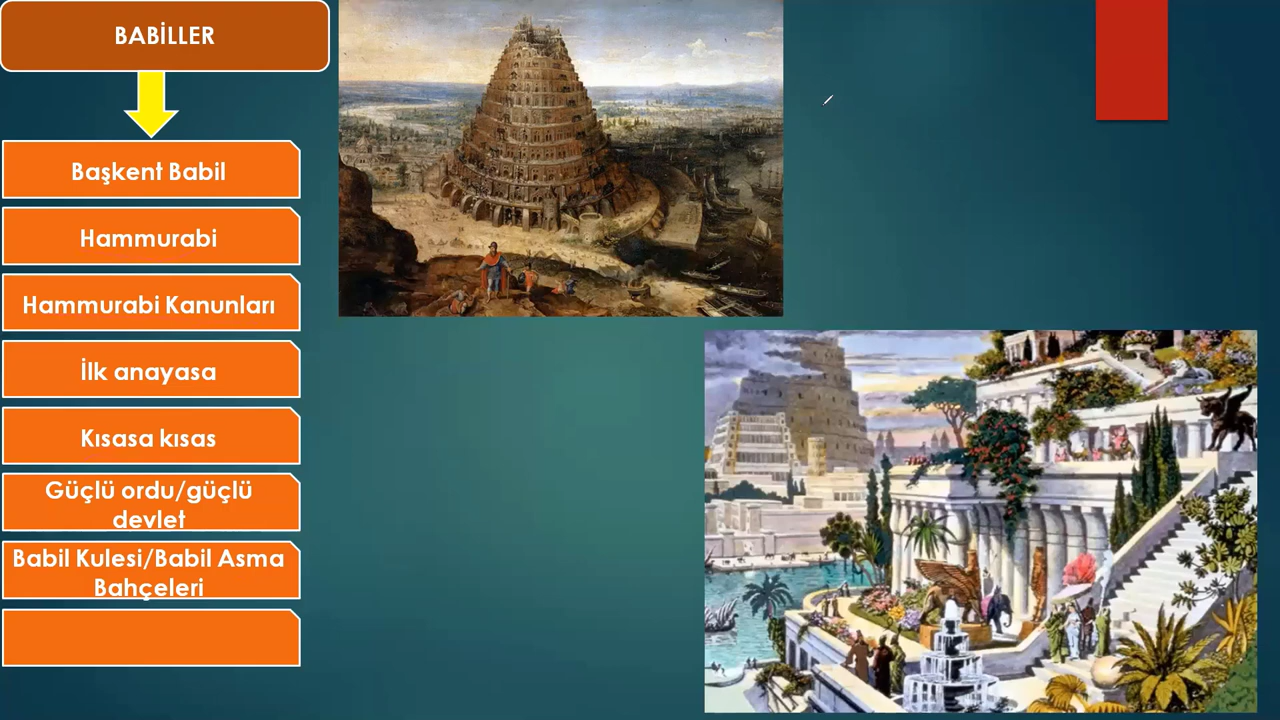 BABİLLER
Başkent Babil
Hammurabi
Hammurabi Kanunları
İlk anayasa
Kısasa kısas
Güçlü ordu/güçlü
devlet
Babil Kulesi/Babil Asma
Bahçeleri